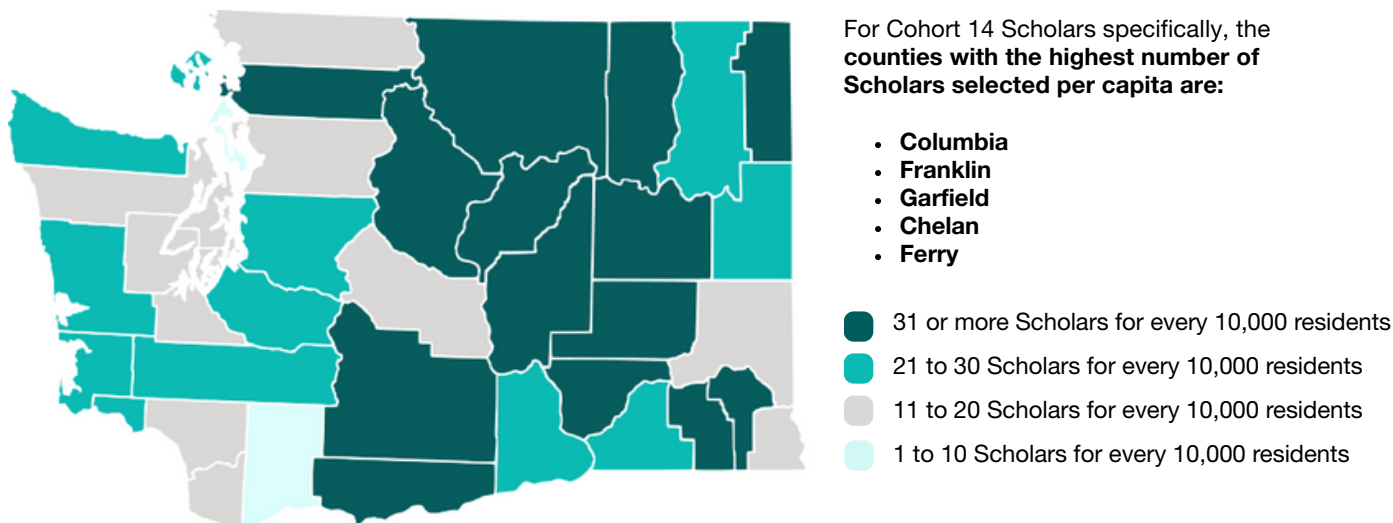 For Cohort 14 Scholars specifically, the
counties with the highest number of
Scholars selected per capita are:
• Columbia
• Franklin
• Garfield
• Chelan
• Ferry
31 or more Scholars for every 10,000 residents
21 to 30 Scholars for every 10,000 residents
11 to 20 Scholars for every 10,000 residents
1 to 10 Scholars for every 10,000 residents